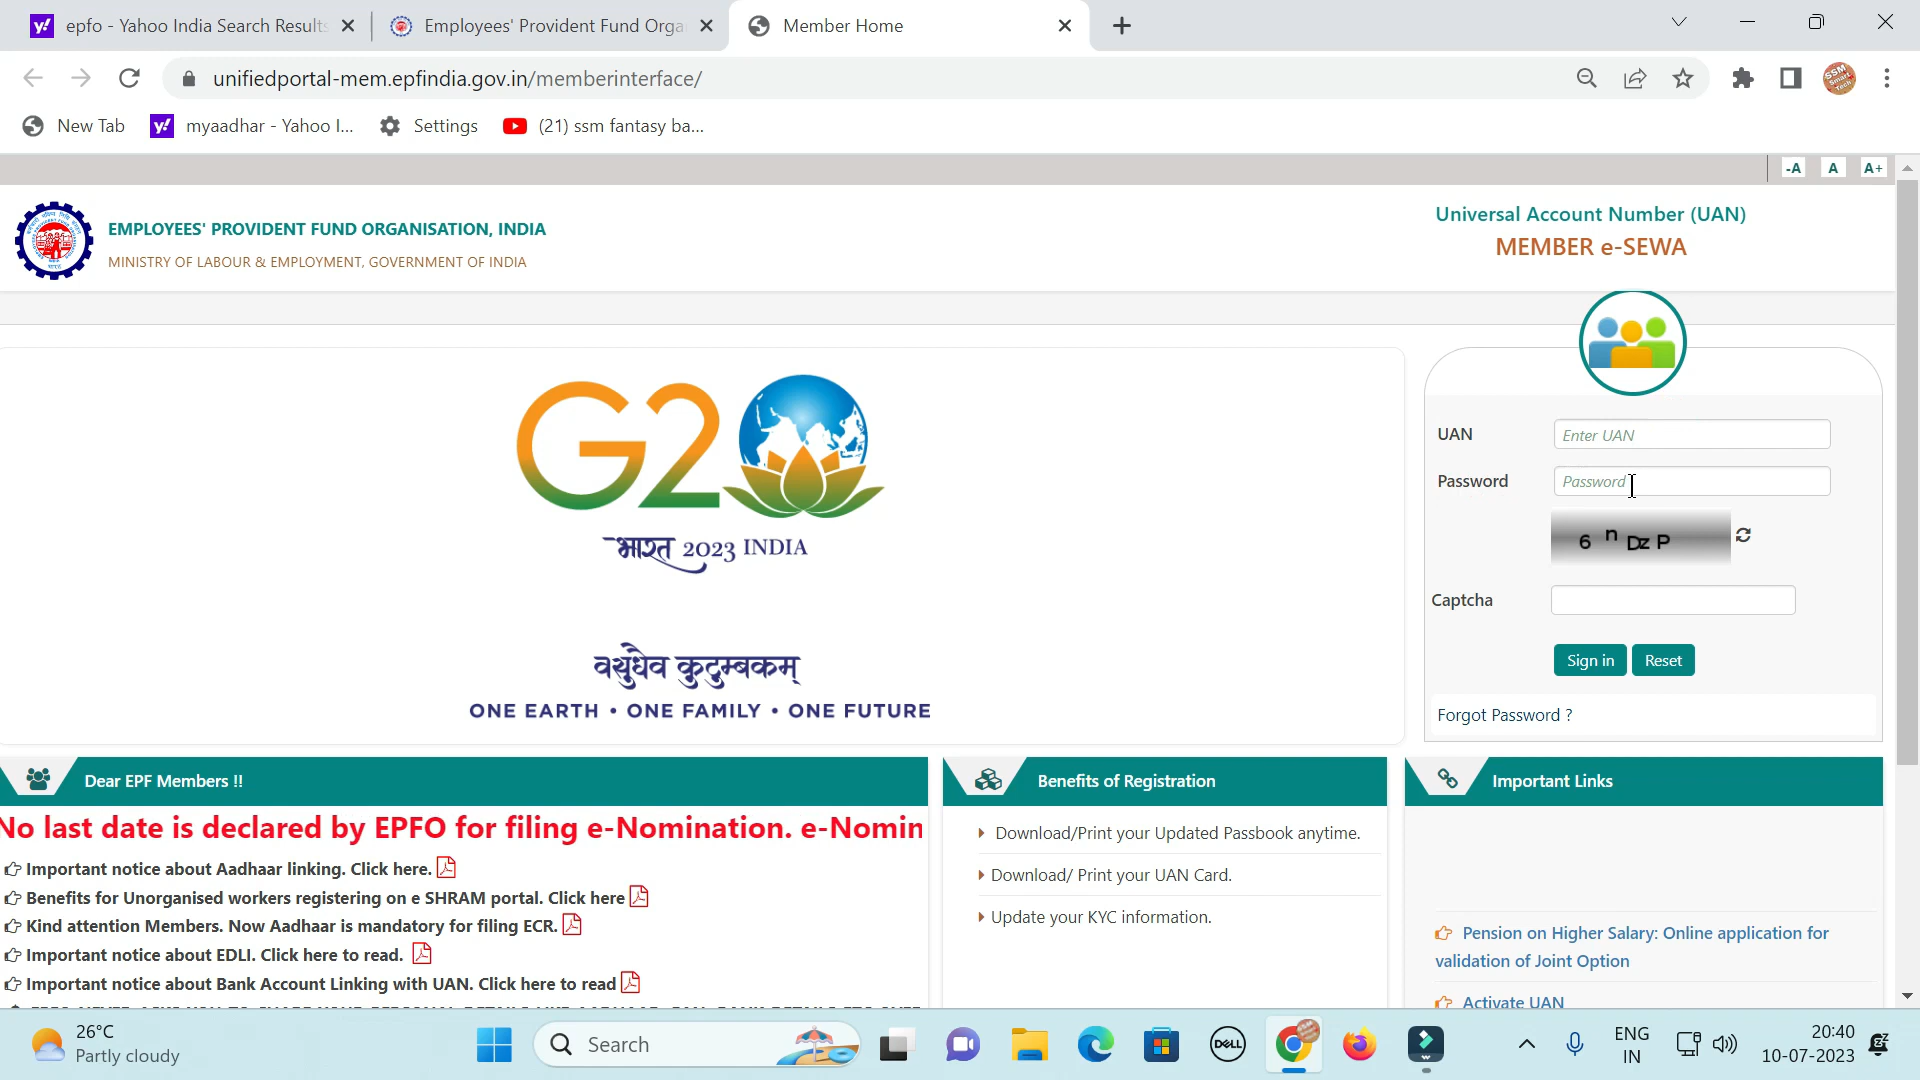 epfo - Yahoo India Search Results
Employees' Provident Fund Orga
Member Home
unifiedportal-mem.epfindia.gov.in/memberinterface/
SSM Smart Tech
New Tab
myaadhar - Yahoo I...
Settings
(21) ssm fantasy ba...
-A A A+
EMPLOYEES' PROVIDENT FUND ORGANISATION, INDIA
MINISTRY OF LABOUR & EMPLOYMENT, GOVERNMENT OF INDIA
Universal Account Number (UAN)
MEMBER e-SEWA
G20
भारत 2023 INDIA
वसुधैव कुटुम्बकम्
ONE EARTH • ONE FAMILY • ONE FUTURE
UAN Enter UAN
Password Password
6 n Dz P
Captcha
Sign in Reset
Forgot Password ?
Dear EPF Members !!
No last date is declared by EPFO for filing e-Nomination. e-Nomin
Important notice about Aadhaar linking. Click here.
Benefits for Unorganised workers registering on e SHRAM portal. Click here
Kind attention Members. Now Aadhaar is mandatory for filing ECR.
Important notice about EDLI. Click here to read.
Important notice about Bank Account Linking with UAN. Click here to read
Benefits of Registration
Download/Print your Updated Passbook anytime.
Download/ Print your UAN Card.
Update your KYC information.
Important Links
Pension on Higher Salary: Online application for
validation of Joint Option
Activate UAN
26°C
Partly cloudy
Search
DELL
ENG
IN
20:40
10-07-2023